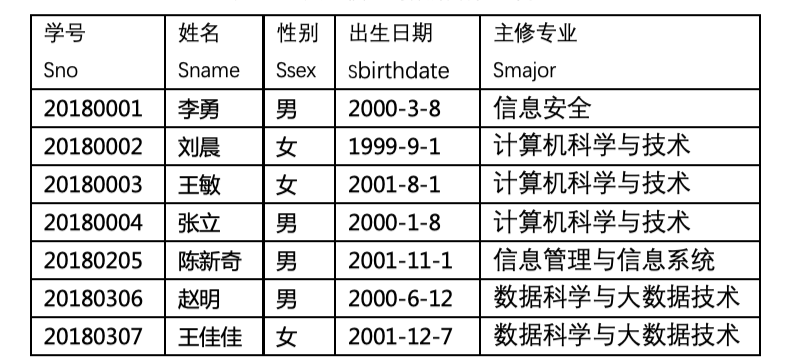 学号 姓名 性别 出生日期 主修专业
Sno Sname Ssex Sbirthdate Smajor
20180001 李勇 男 2000-3-8 信息安全
20180002 刘晨 女 1999-9-1 计算机科学与技术
20180003 王敏 女 2001-8-1 计算机科学与技术
20180004 张立 男 2000-1-8 计算机科学与技术
20180205 陈新奇 男 2001-11-1 信息管理与信息系统
20180306 赵明 男 2000-6-12 数据科学与大数据技术
20180307 王佳佳 女 2001-12-7 数据科学与大数据技术